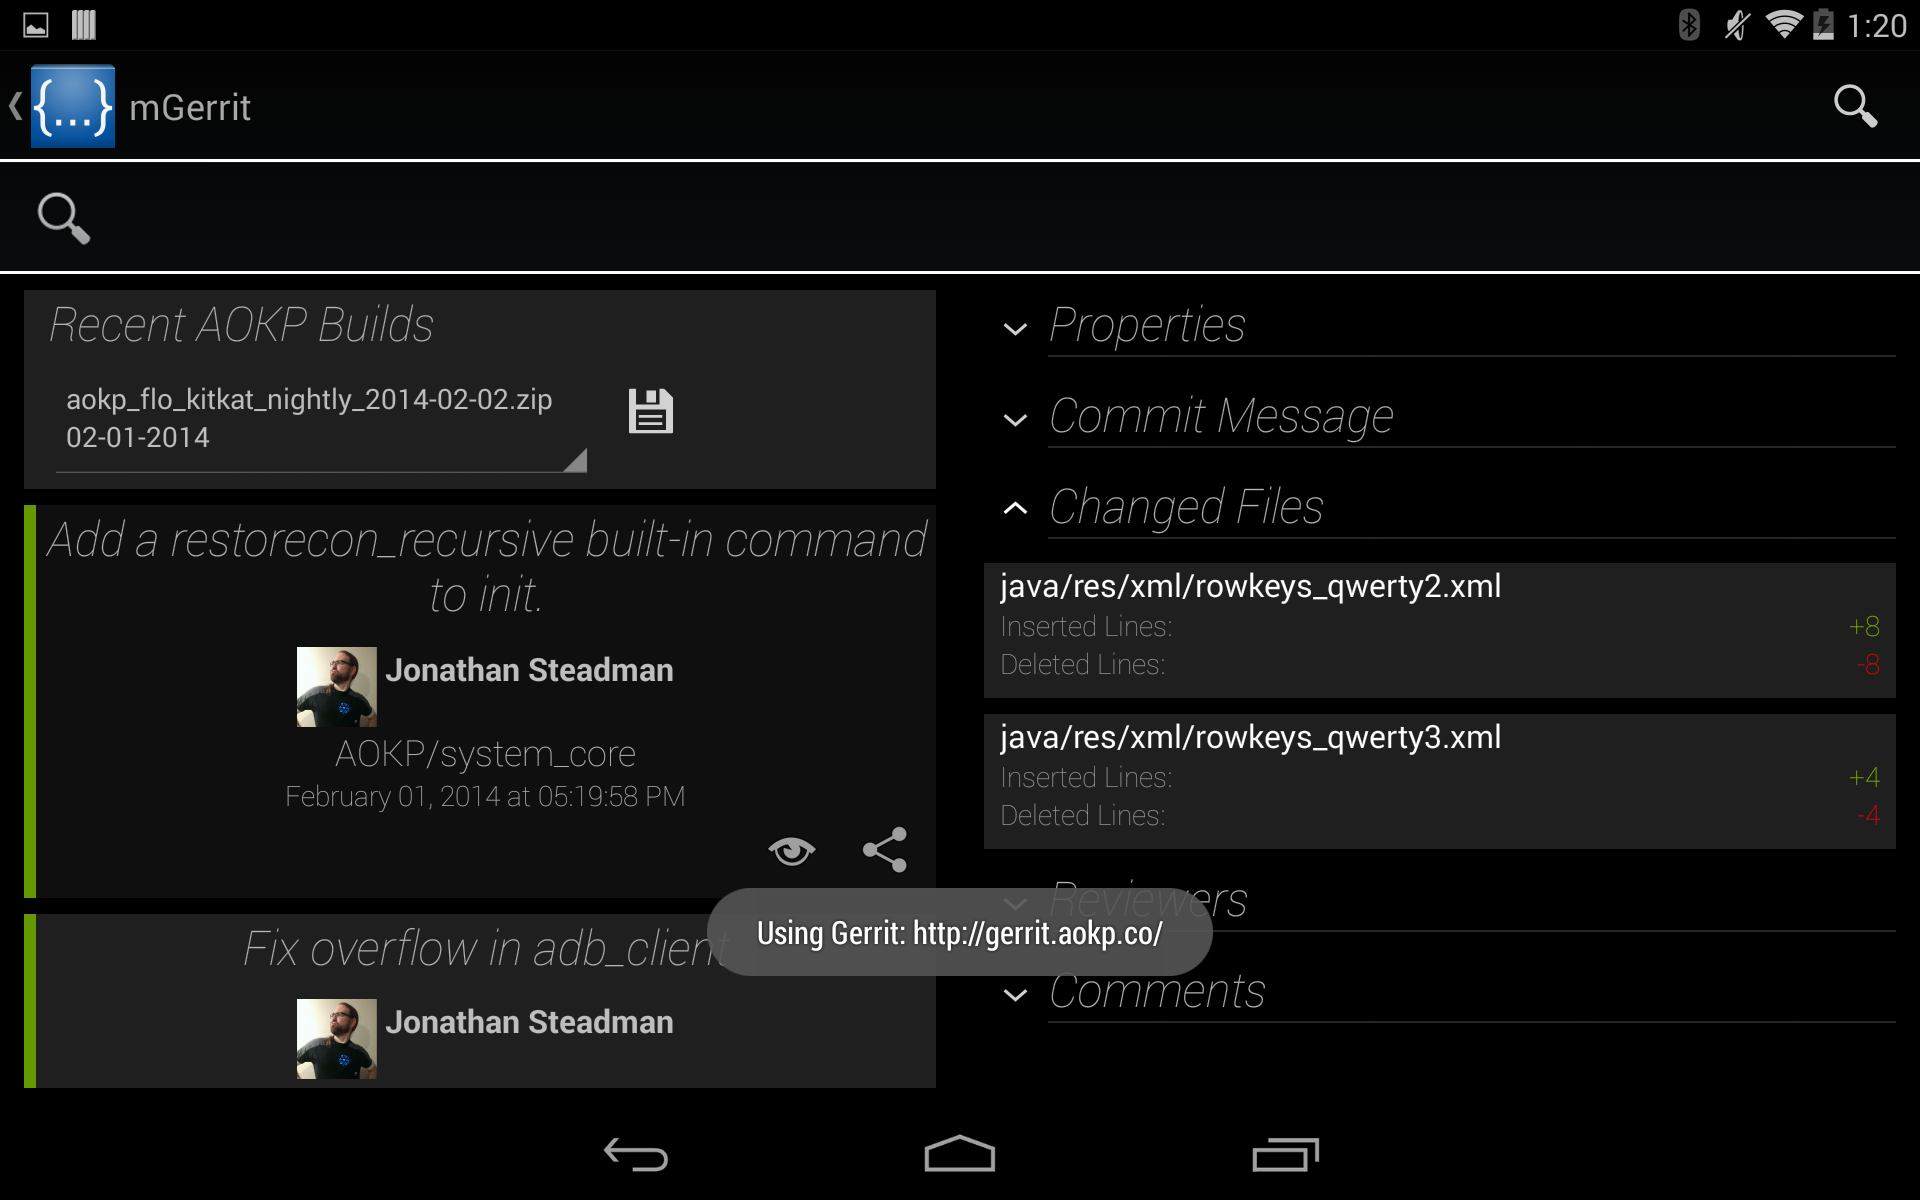 1:20
{...} mGerrit
Recent AOKP Builds
aokp_flo_kitkat_nightly_2014-02-02.zip
02-01-2014
Add a restorecon_recursive built-in command
to init.
Jonathan Steadman
AOKP/system_core
February 01, 2014 at 05:19:58 PM
Fix overflow in adb_client
Jonathan Steadman
Properties
Commit Message
Changed Files
java/res/xml/rowkeys_qwerty2.xml
Inserted Lines: +8
Deleted Lines: -8
java/res/xml/rowkeys_qwerty3.xml
Inserted Lines: +4
Deleted Lines: -4
Reviewers
Using Gerrit: http://gerrit.aokp.co/
Comments